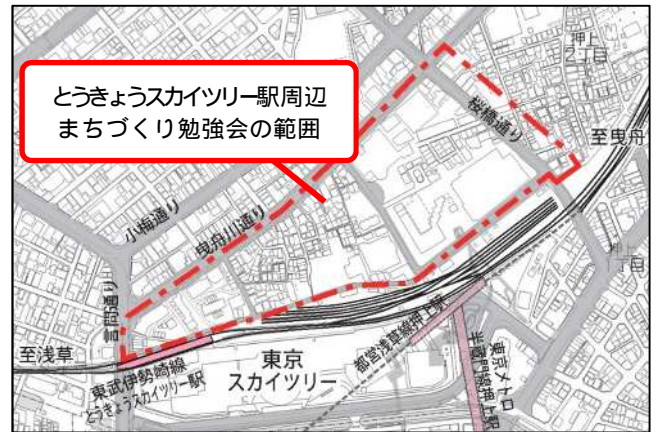 とうきょうスカイツリー駅周辺
まちづくり勉強会の範囲
押上
2丁目
桜橋通り
至曳舟
小梅通り
曳舟川通り
押上
1丁目
言問通り
至浅草
東武伊勢崎線
とうきょうスカイツリー駅
東京
スカイツリー
都営浅草線押上駅
東京メトロ
半蔵門線押上駅